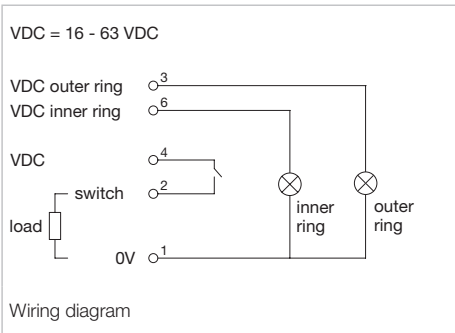 VDC = 16 - 63 VDC
VDC outer ring 3
VDC inner ring 6
VDC 4
switch 2
inner ring
outer ring
load
0V 1
Wiring diagram